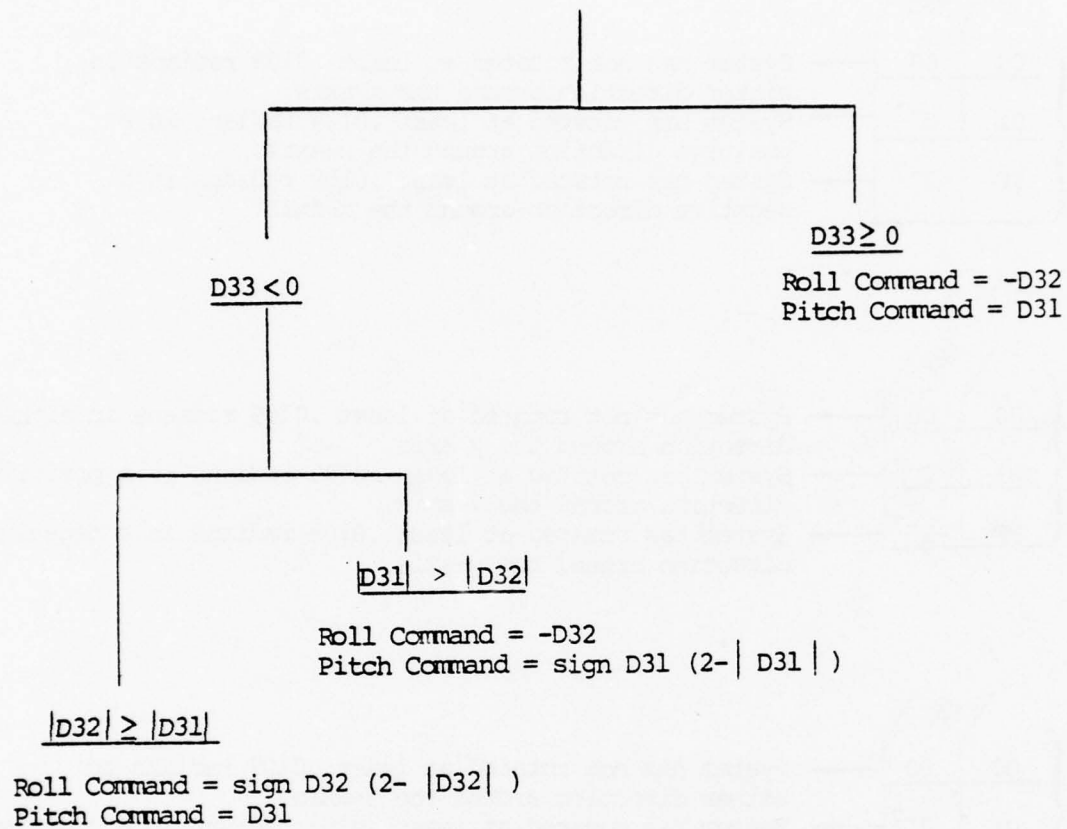 D33 ≥ 0
Roll Command = -D32
Pitch Command = D31
D33 < 0
|D31| > |D32|
Roll Command = -D32
Pitch Command = sign D31 (2- | D31 | )
|D32| ≥ |D31|
Roll Command = sign D32 (2- |D32| )
Pitch Command = D31